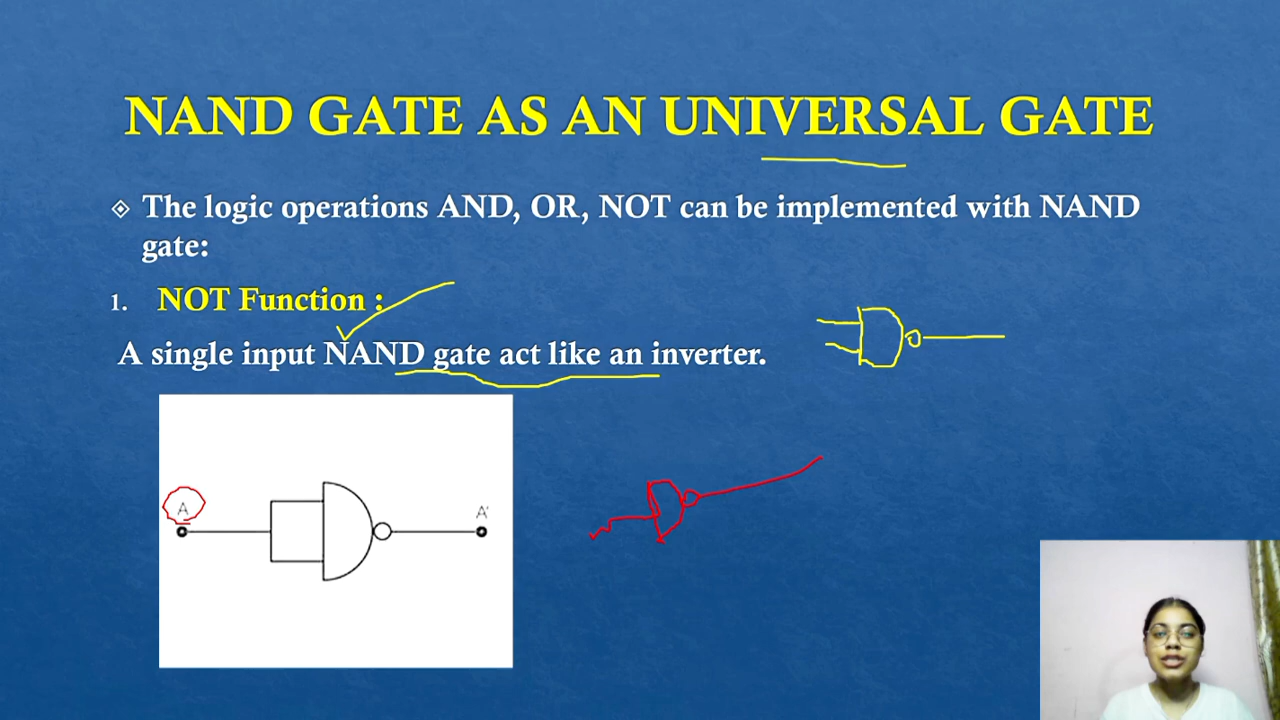 NAND GATE AS AN UNIVERSAL GATE
The logic operations AND, OR, NOT can be implemented with NAND
gate:
1. NOT Function :
A single input NAND gate act like an inverter.
A
A'